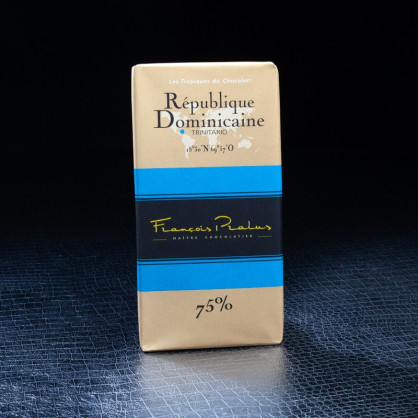 Les Tropiques du Chocolat
République
Dominicaine
TRINITARIO
François Pralus
MAÎTRE CHOCOLATIER
75%